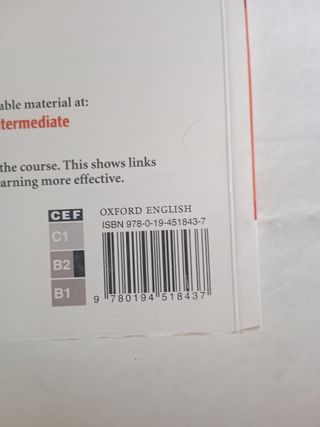 able material at:
termediate
the course. This shows links
arning more effective.
CEF
C1
B2
B1
OXFORD ENGLISH
ISBN 978-0-19-451843-7
9 780194 518437